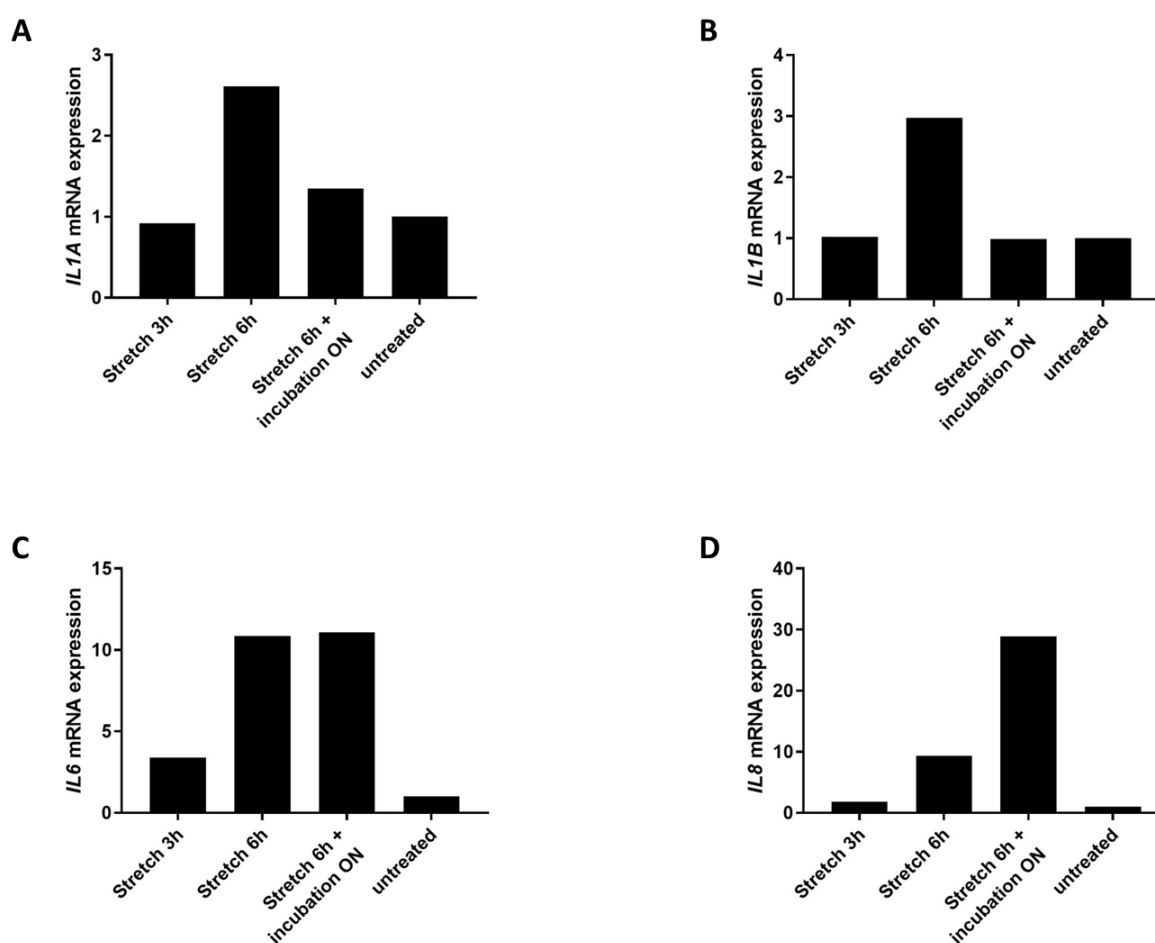 A
IL1A mRNA expression
3
2
1
0
Stretch 3h
Stretch 6h
Stretch 6h +
incubation ON
untreated
B
IL1B mRNA expression
4
3
2
1
0
Stretch 3h
Stretch 6h
Stretch 6h +
incubation ON
untreated
C
IL6 mRNA expression
15
10
5
0
Stretch 3h
Stretch 6h
Stretch 6h +
incubation ON
untreated
D
IL8 mRNA expression
40
30
20
10
0
Stretch 3h
Stretch 6h
Stretch 6h +
incubation ON
untreated